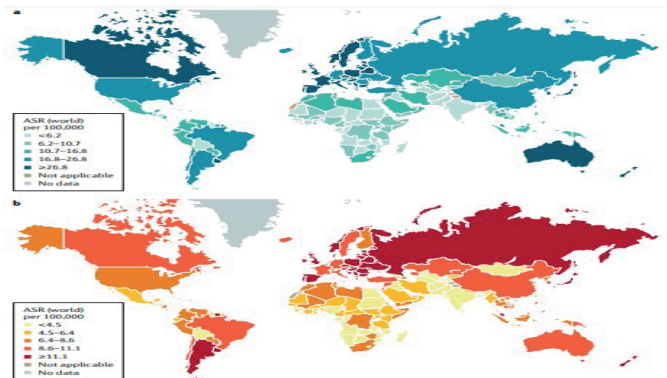 a
ASR (world)
per 100,000
<6.2
6.2–10.7
10.7–16.8
16.8–26.8
≥26.8
Not applicable
No data
b
ASR (world)
per 100,000
<4.5
4.5–6.4
6.4–8.6
8.6–11.1
≥11.1
Not applicable
No data